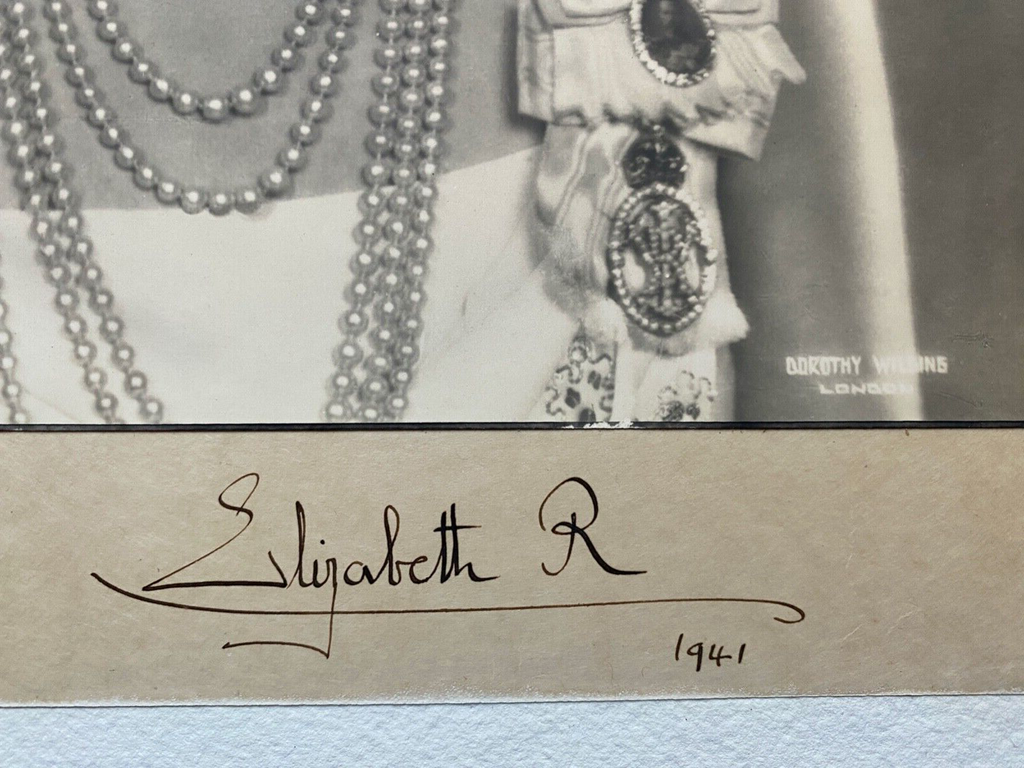 DOROTHY WILDING
LONDON
Elizabeth R
1941